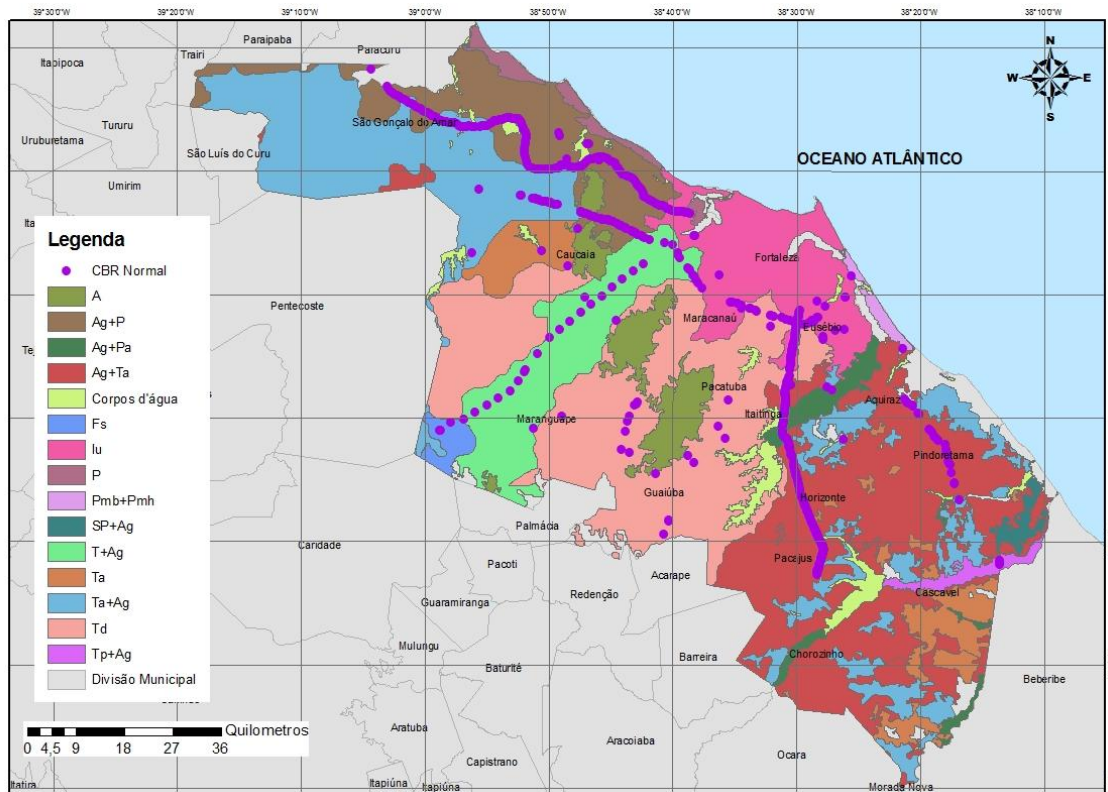 39°30'0"W 39°20'0"W 39°10'0"W 39°0'0"W 38°50'0"W 38°40'0"W 38°30'0"W 38°20'0"W 38°10'0"W
Paraipaba
Trairi
Paracuru
Itapipoca
N
W
E
S
São Gonçalo do Amar
Tururu
Uruburetama
São Luís do Curu
OCEANO ATLÂNTICO
Umirim
Legenda
CBR Normal
A
Ag+P
Ag+Pa
Ag+Ta
Corpos d'água
Fs
Iu
P
Pmb+Pmh
SP+Ag
T+Ag
Ta
Ta+Ag
Td
Tp+Ag
Divisão Municipal
Caucaia
Fortaleza
Pentecoste
Maracanaú
Eusébio
Pacatuba
Itaitinga
Aquiraz
Maranguape
Pindoretama
Guaiúba
Horizonte
Palmácia
Caridade
Pacajus
Pacoti
Acarape
Cascavel
Guaramiranga
Redenção
Mulungu
Chorozinho
Barreira
Baturité
Beberibe
Quilometros
0 4,5 9 18 27 36
Aratuba
Aracoiaba
Ocara
Capistrano
Itatira
Itapiúna
Itapiúna
Morada Nova